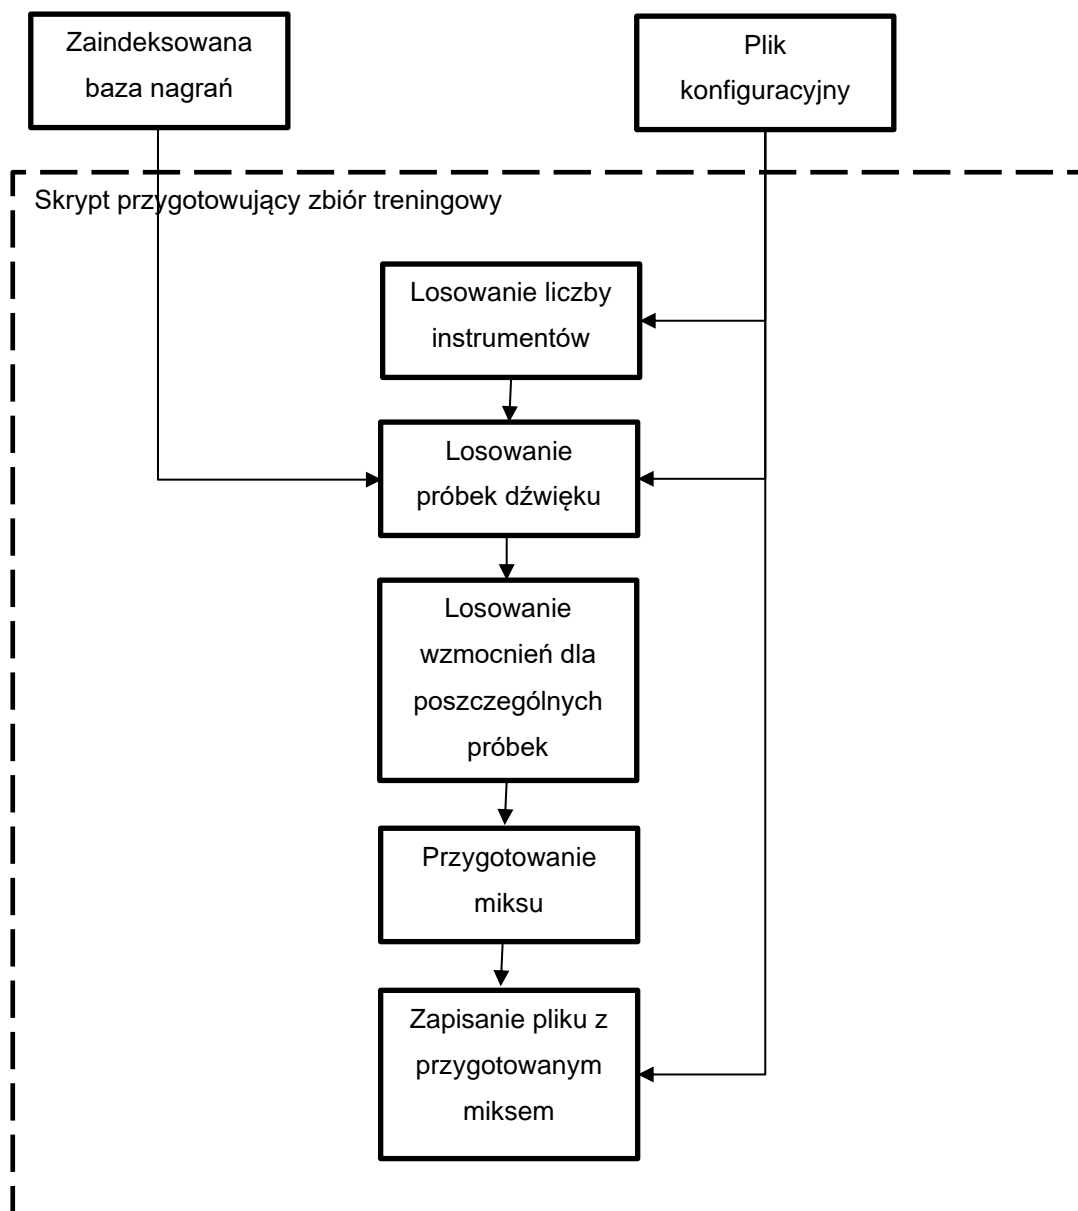 Zaindeksowana
baza nagrań
Plik
konfiguracyjny
Skrypt przygotowujący zbiór treningowy
Losowanie liczby
instrumentów
Losowanie
próbek dźwięku
Losowanie
wzmocnień dla
poszczególnych
próbek
Przygotowanie
miksu
Zapisanie pliku z
przygotowanym
miksem